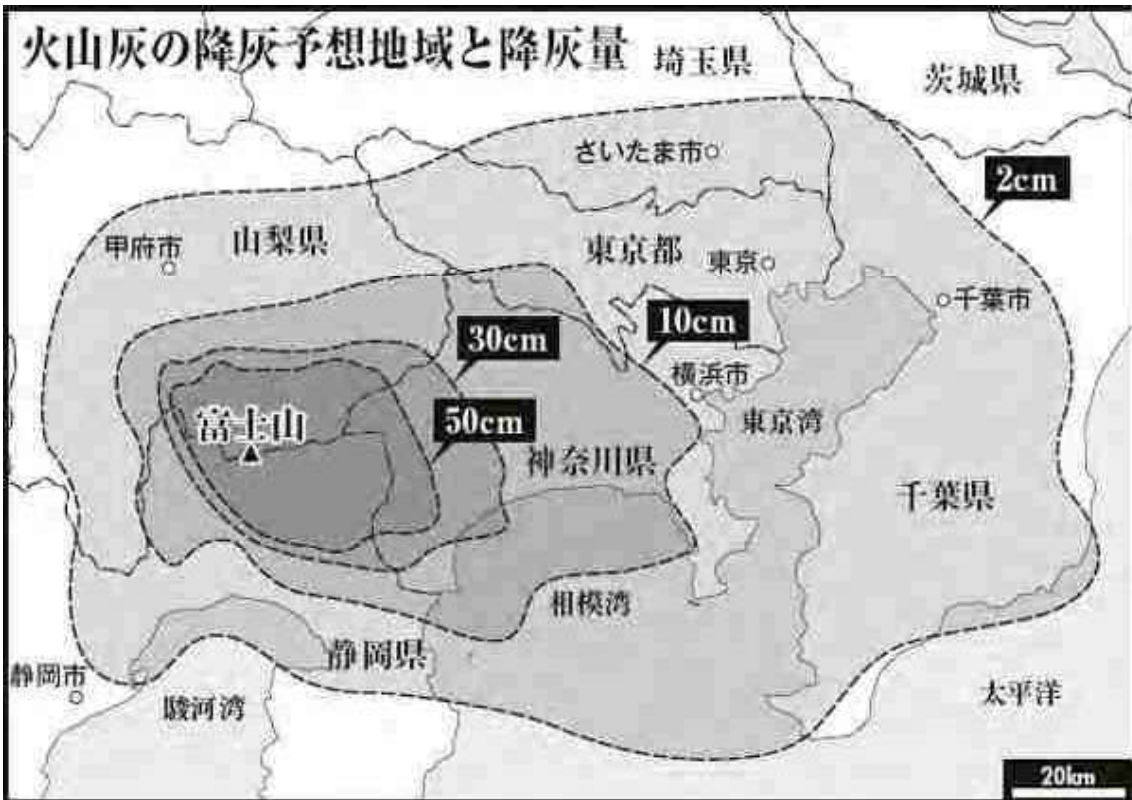 火山灰の降灰予想地域と降灰量
埼玉県
茨城県
さいたま市
2cm
山梨県
甲府市
東京都
東京
千葉市
10cm
30cm
横浜市
50cm
東京湾
富士山
神奈川県
千葉県
相模湾
静岡県
静岡市
駿河湾
太平洋
20km